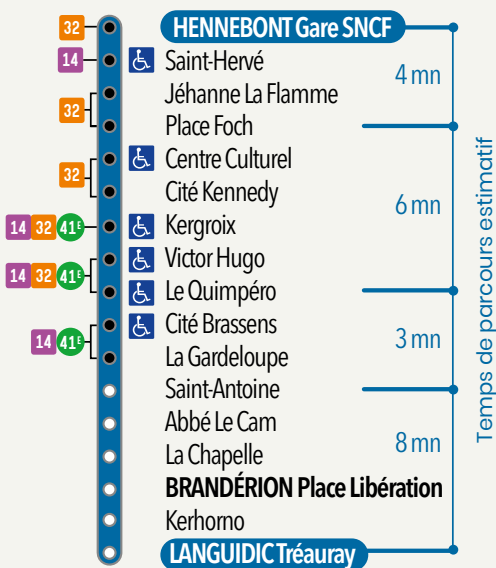 32 HENNEBONT Gare SNCF
14 Saint-Hervé
4 mn
Jéhanne La Flamme
32
Place Foch
Centre Culturel
32
Cité Kennedy
6 mn
14 32 41E Kergroix
Victor Hugo
14 32 41E
Le Quimpéro
Cité Brassens
3 mn
14 41E
La Gardeloupe
Saint-Antoine
Abbé Le Cam
8 mn
La Chapelle
BRANDÉRION Place Libération
Kerhorno
LANGUIDIC Tréauray
Temps de parcours estimatif